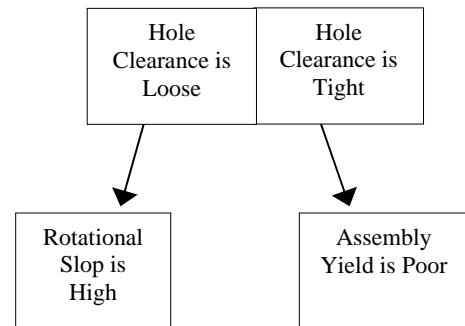 Hole
Clearance is
Loose
Hole
Clearance is
Tight
Rotational
Slop is
High
Assembly
Yield is Poor